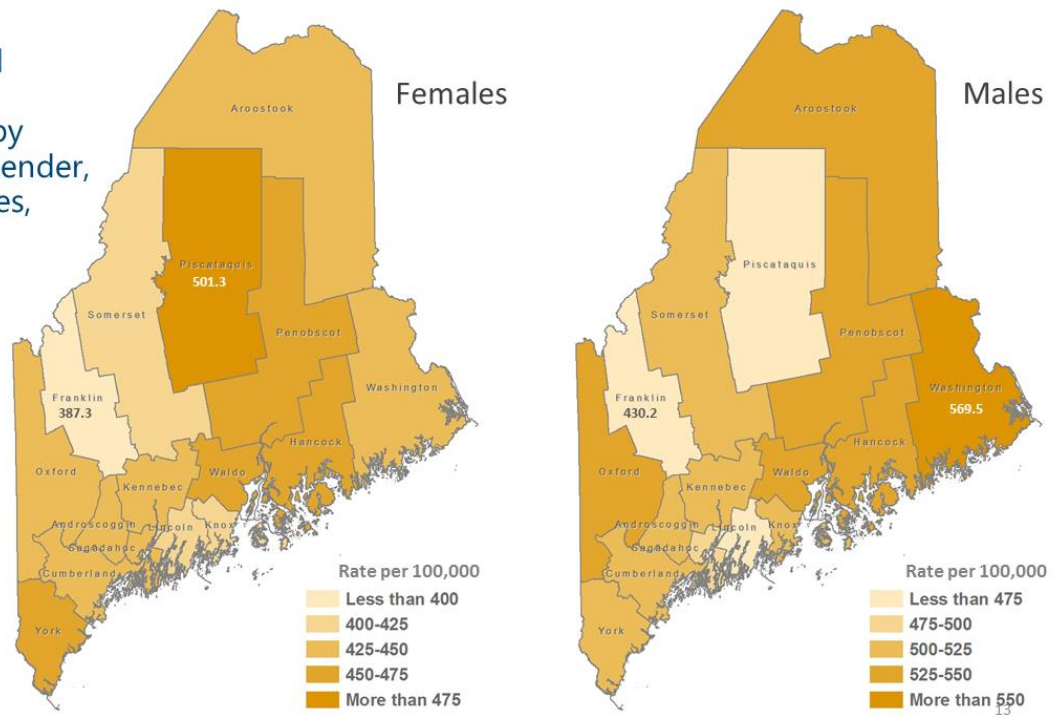 by
ender,
es,
Females
Aroostook
Piscataquis
501.3
Somerset
Penobscot
Franklin
387.3
Washington
Hancock
Oxford
Waldo
Kennebec
Androscoggin
Lincoln
Knox
Sagadahoc
Cumberland
York
Rate per 100,000
Less than 400
400-425
425-450
450-475
More than 475
Males
Aroostook
Piscataquis
Somerset
Penobscot
Franklin
430.2
Washington
569.5
Hancock
Oxford
Waldo
Kennebec
Androscoggin
Lincoln
Knox
Sagadahoc
Cumberland
York
Rate per 100,000
Less than 475
475-500
500-525
525-550
More than 550
13